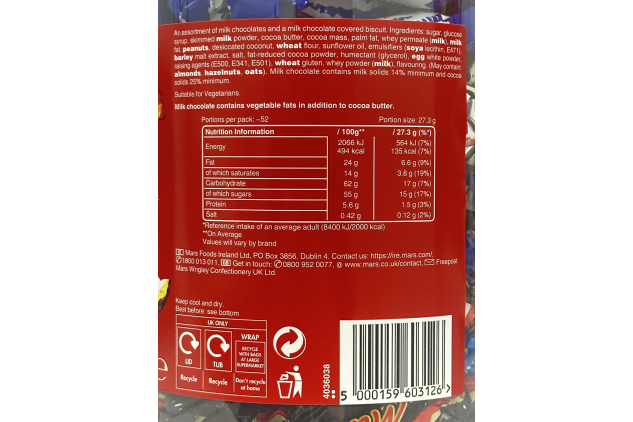 An assortment of milk chocolates and a milk chocolate covered biscuit. Ingredients: sugar, glucose
syrup, skimmed milk powder, cocoa butter, cocoa mass, palm fat, whey permeate (milk), milk
fat, peanuts, desiccated coconut, wheat flour, sunflower oil, emulsifiers (soya lecithin, E471),
barley malt extract, salt, fat-reduced cocoa powder, humectant (glycerol), egg white powder,
raising agents (E500, E341, E501), wheat gluten, whey powder (milk), flavouring. (May contain:
almonds, hazelnuts, oats). Milk chocolate contains milk solids 14% minimum and cocoa
solids 25% minimum.
Suitable for Vegetarians.
Milk chocolate contains vegetable fats in addition to cocoa butter.
Portions per pack: ~52 Portion size: 27.3 g
Nutrition Information / 100g** / 27.3 g (%*)
Energy 2066 kJ 564 kJ (7%)
494 kcal 135 kcal (7%)
Fat 24 g 6.6 g (9%)
of which saturates 14 g 3.8 g (19%)
Carbohydrate 62 g 17 g (7%)
of which sugars 55 g 15 g (17%)
Protein 5.6 g 1.5 g (3%)
Salt 0.42 g 0.12 g (2%)
*Reference intake of an average adult (8400 kJ/2000 kcal)
**On Average
Values will vary by brand
Mars Foods Ireland Ltd, PO Box 3856, Dublin 4. Contact us: https://ire.mars.com/,
1800 013 011. Get in touch: 0800 952 0077, @ www.mars.co.uk/contact, Freepost
Mars Wrigley Confectionery UK Ltd.
Keep cool and dry.
Best before: see bottom
UK ONLY
LID
Recycle
TUB
Recycle
WRAP
RECYCLE
WITH BAGS
AT LARGE
SUPERMARKET
Don't recycle
at home
4036038
5 000159 603126 >
e